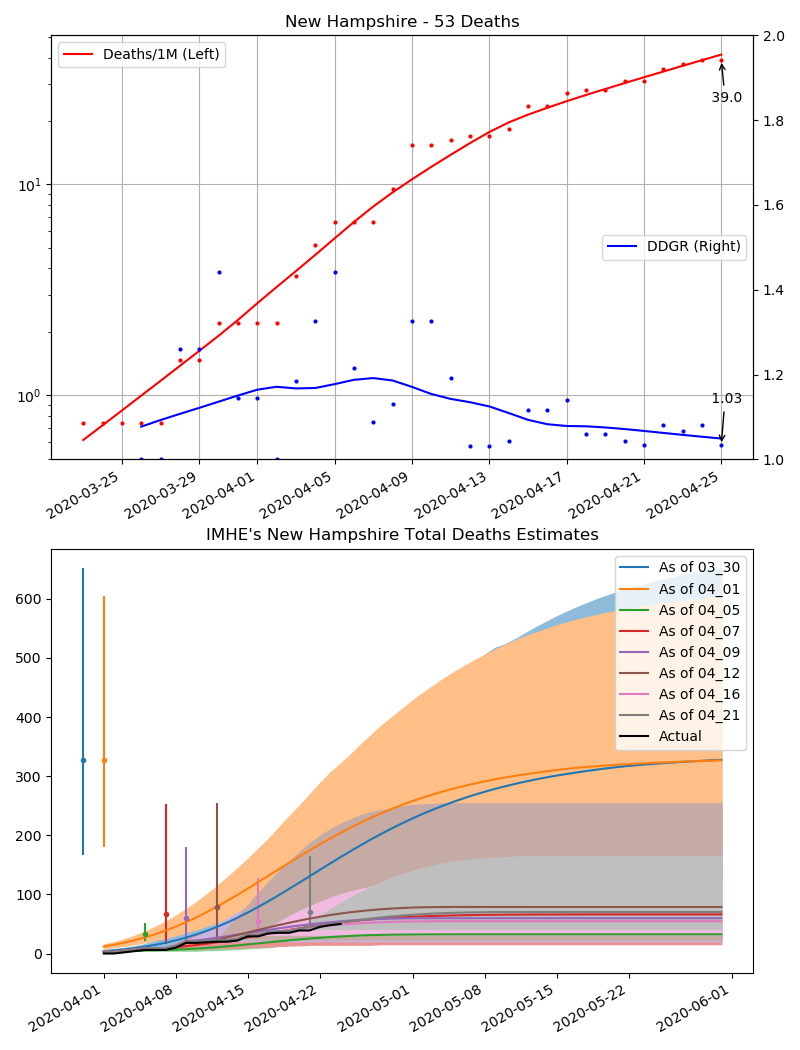 New Hampshire - 53 Deaths
Deaths/1M (Left)
DDGR (Right)
39.0
1.03
10¹
10⁰
2.0
1.8
1.6
1.4
1.2
1.0
2020-03-25
2020-03-29
2020-04-01
2020-04-05
2020-04-09
2020-04-13
2020-04-17
2020-04-21
2020-04-25
IMHE's New Hampshire Total Deaths Estimates
As of 03_30
As of 04_01
As of 04_05
As of 04_07
As of 04_09
As of 04_12
As of 04_16
As of 04_21
Actual
600
500
400
300
200
100
0
2020-04-01
2020-04-08
2020-04-15
2020-04-22
2020-05-01
2020-05-08
2020-05-15
2020-05-22
2020-06-01